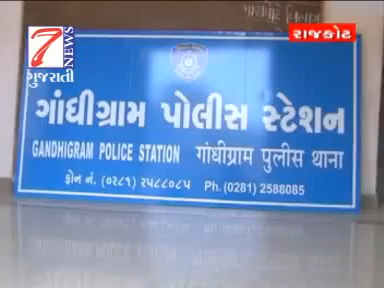 7 NEWS
ગુજરાતી
રાજકોટ
ગાંધીગ્રામ પોલીસ સ્ટેશન
GANDHIGRAM POLICE STATION गांधीग्राम पुलीस थाना
ફોન નં. (૦૨૮૧) ૨૫૮૮૦૮૫ Ph. (0281) 2588085